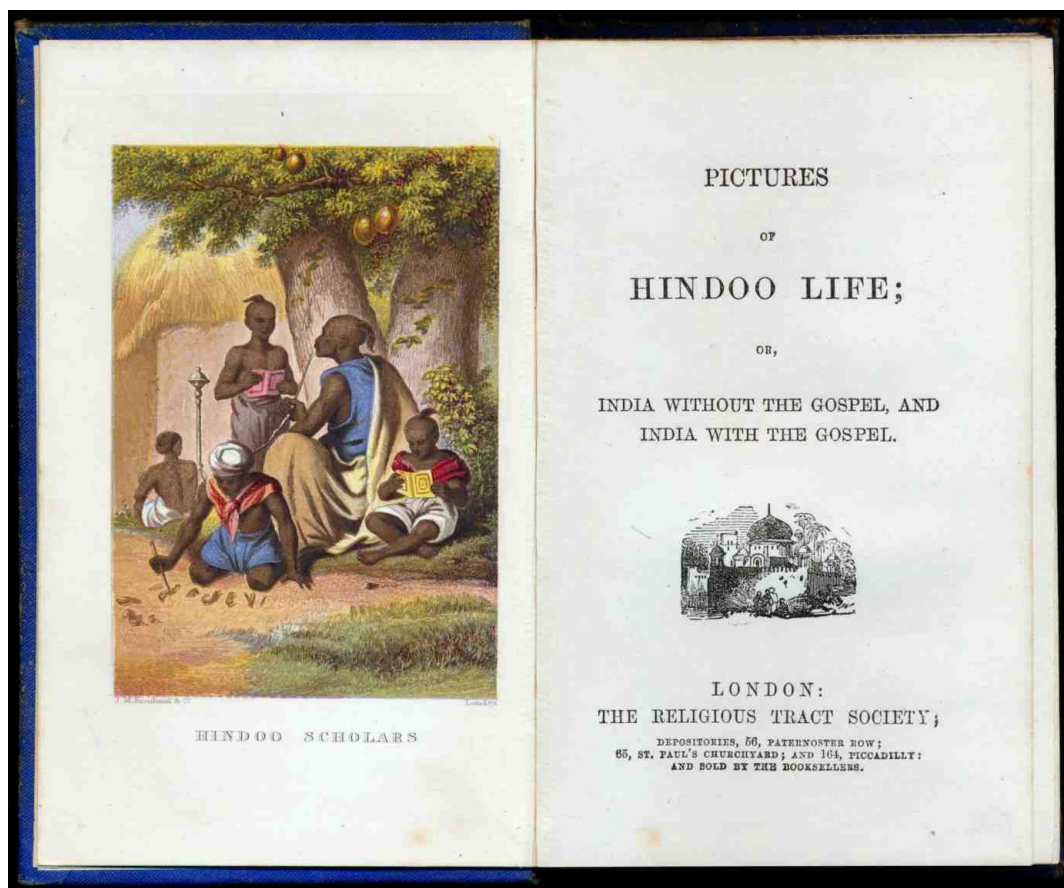 HINDOO SCHOLARS
PICTURES
OF
HINDOO LIFE;
OR,
INDIA WITHOUT THE GOSPEL, AND
INDIA WITH THE GOSPEL.
LONDON:
THE RELIGIOUS TRACT SOCIETY;
DEPOSITORIES, 56, PATERNOSTER ROW;
65, ST. PAUL'S CHURCHYARD; AND 164, PICCADILLY:
AND SOLD BY THE BOOKSELLERS.